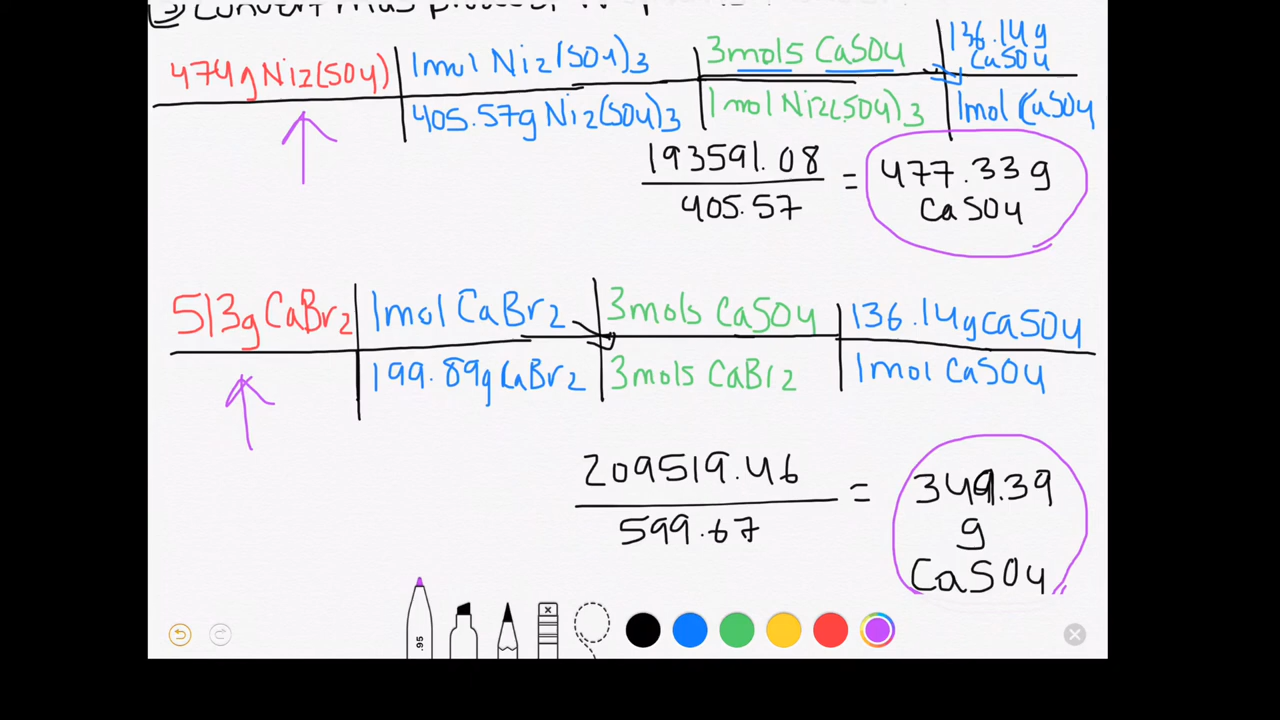 474g Ni2(SO4) 1mol Ni2(SO4)3 3mols CaSO4 136.14g CaSO4
405.57g Ni2(SO4)3 1mol Ni2(SO4)3 1mol CaSO4
193591.08 = 477.33g
405.57 CaSO4
513g CaBr2 1mol CaBr2 3mols CaSO4 136.14g CaSO4
199.89g CaBr2 3mols CaBr2 1mol CaSO4
209519.46 = 349.39
599.67 g
CaSO4
.95